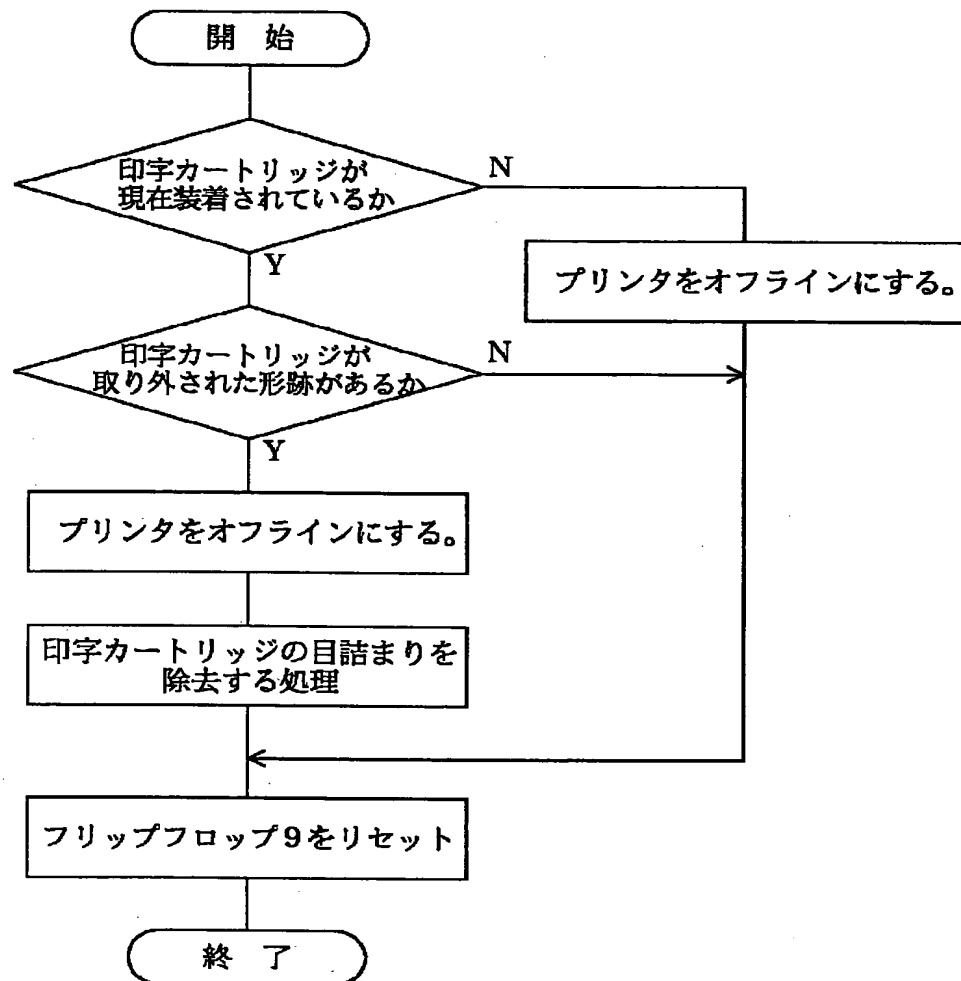 開 始
印字カートリッジが
現在装着されているか
N
Y
プリンタをオフラインにする。
印字カートリッジが
取り外された形跡があるか
N
Y
プリンタをオフラインにする。
印字カートリッジの目詰まりを
除去する処理
フリップフロップ9をリセット
終 了